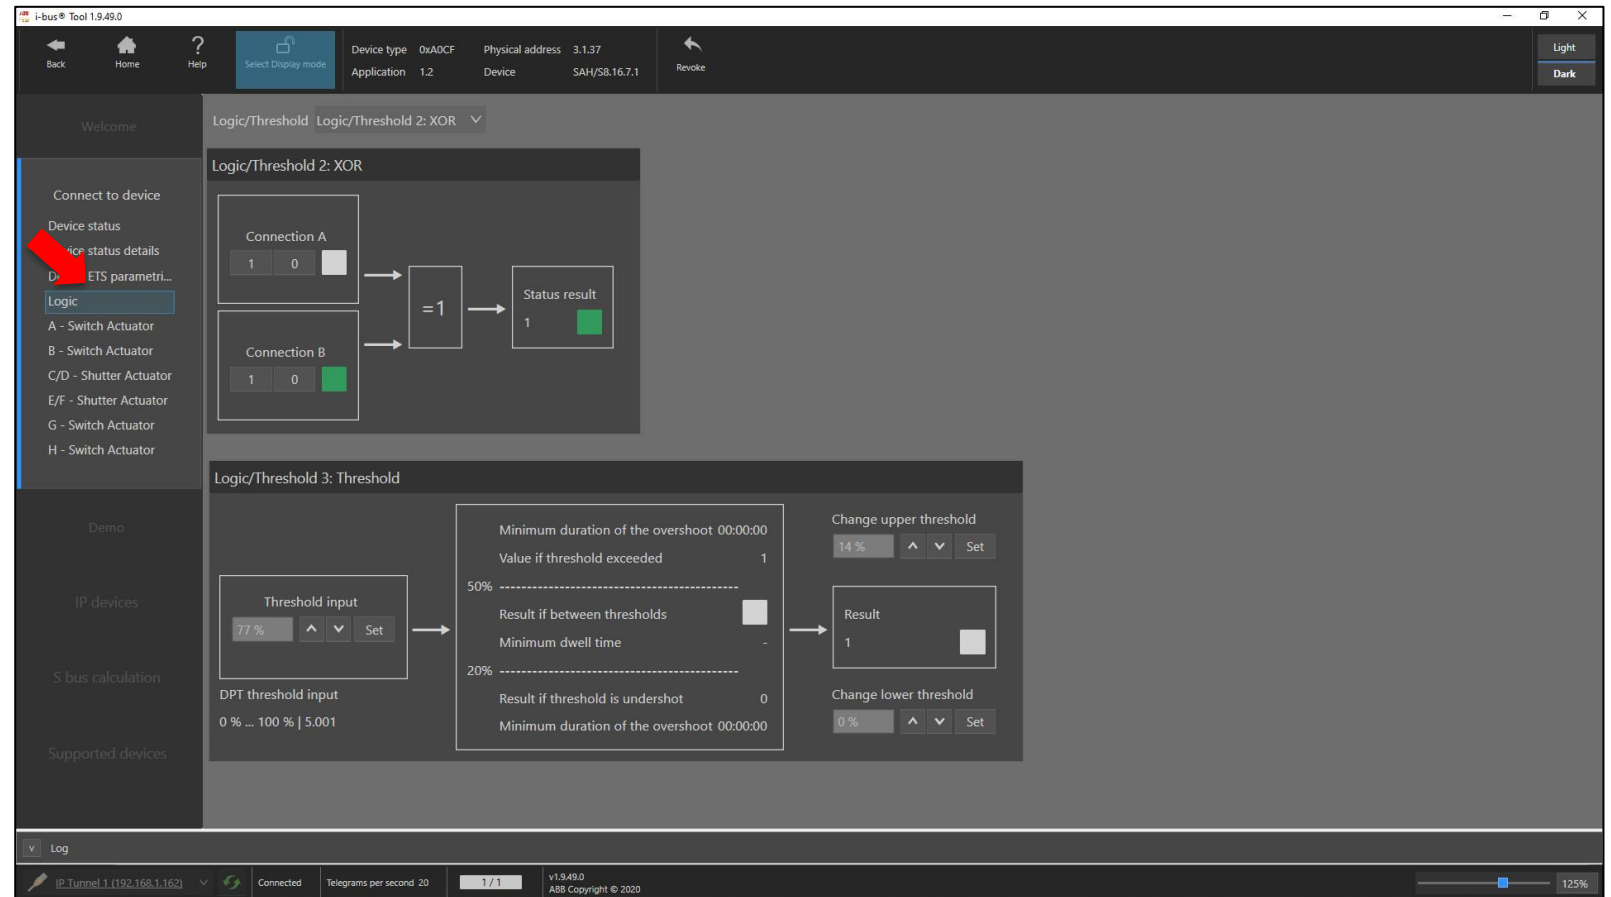 i-bus® Tool 1.9.49.0
Back
Home
Help
Select Display mode
Device type 0xA0CF Physical address 3.1.37
Application 1.2 Device SAH/S8.16.7.1
Revoke
Light
Dark
Welcome
Connect to device
Device status
vice status details
D ETS parametri...
Logic
A - Switch Actuator
B - Switch Actuator
C/D - Shutter Actuator
E/F - Shutter Actuator
G - Switch Actuator
H - Switch Actuator
Demo
IP devices
S bus calculation
Supported devices
Logic/Threshold Logic/Threshold 2: XOR
Logic/Threshold 2: XOR
Connection A
1 0
Connection B
1 0
=1
Status result
1
Logic/Threshold 3: Threshold
Threshold input
77 % Set
DPT threshold input
0 % ... 100 % | 5.001
Minimum duration of the overshoot 00:00:00
Value if threshold exceeded 1
50% --------------------------------------------
Result if between thresholds
Minimum dwell time -
20% --------------------------------------------
Result if threshold is undershot 0
Minimum duration of the overshoot 00:00:00
Change upper threshold
14 % Set
Result
1
Change lower threshold
0 % Set
Log
IP Tunnel 1 (192.168.1.162)
Connected
Telegrams per second 20
1 / 1
v1.9.49.0
ABB Copyright © 2020
125%